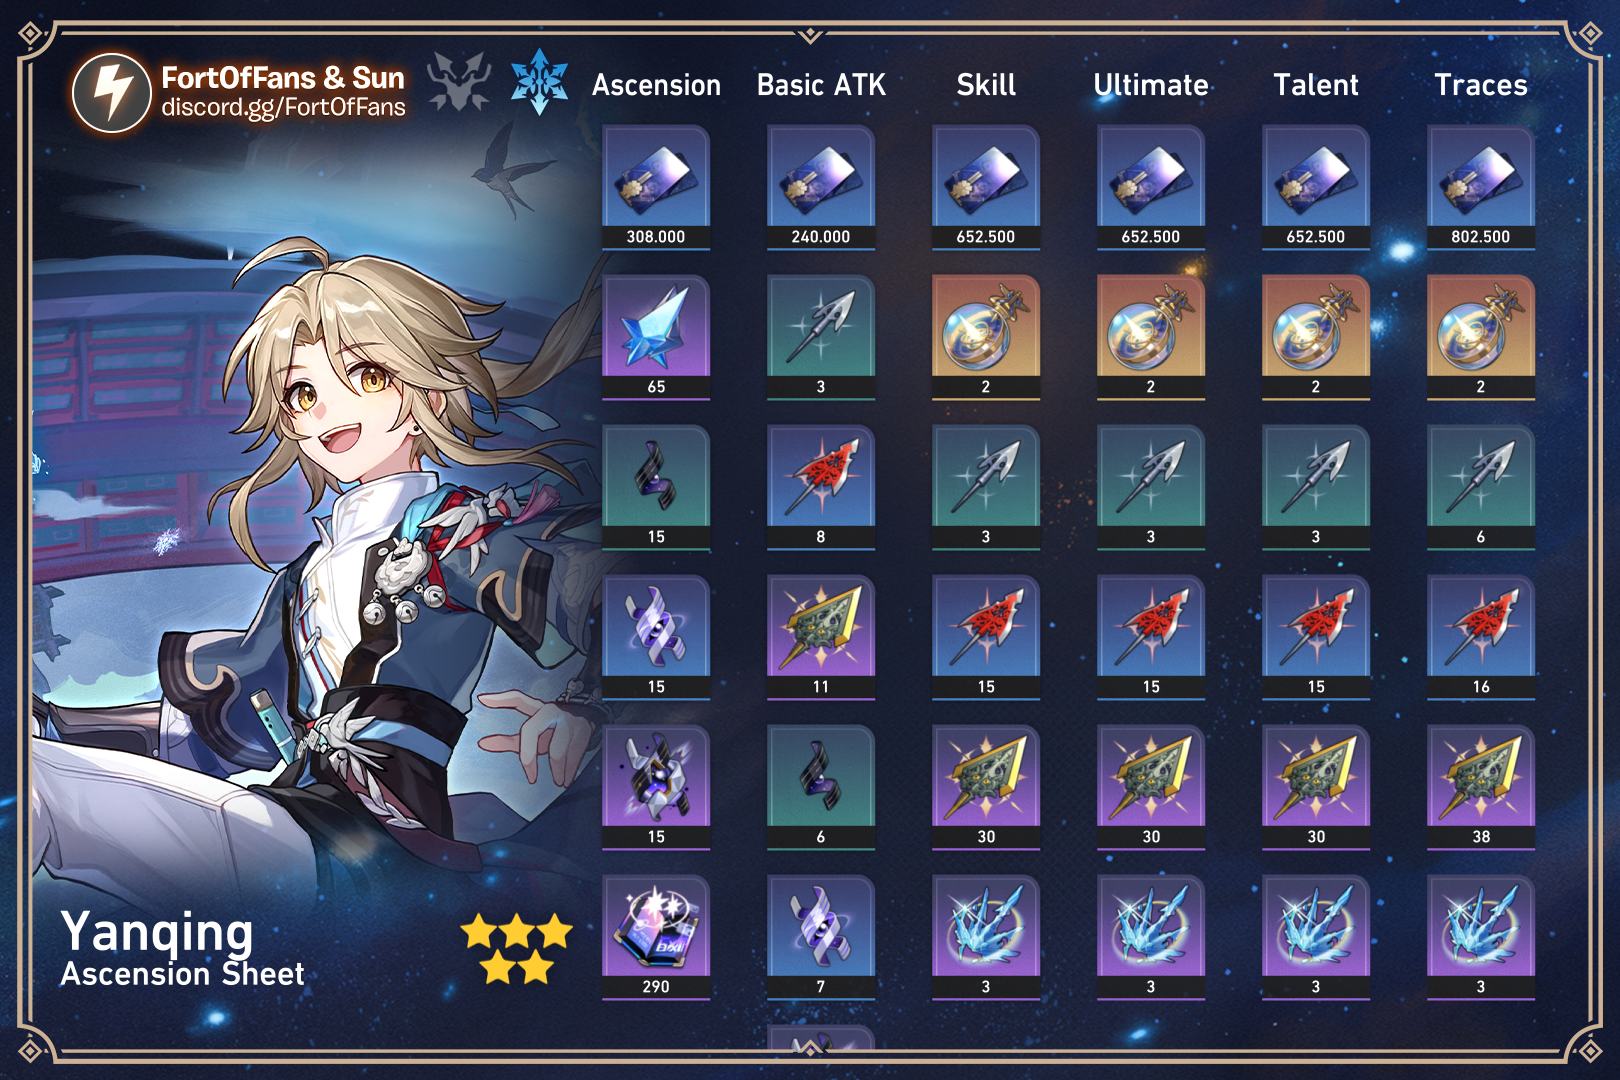 FortOfFans & Sun
discord.gg/FortOfFans
Ascension Basic ATK Skill Ultimate Talent Traces
308.000 240.000 652.500 652.500 652.500 802.500
65 3 2 2 2 2
15 8 3 3 3 6
15 11 15 15 15 16
15 6 30 30 30 38
290 7 3 3 3 3
Yanqing
Ascension Sheet